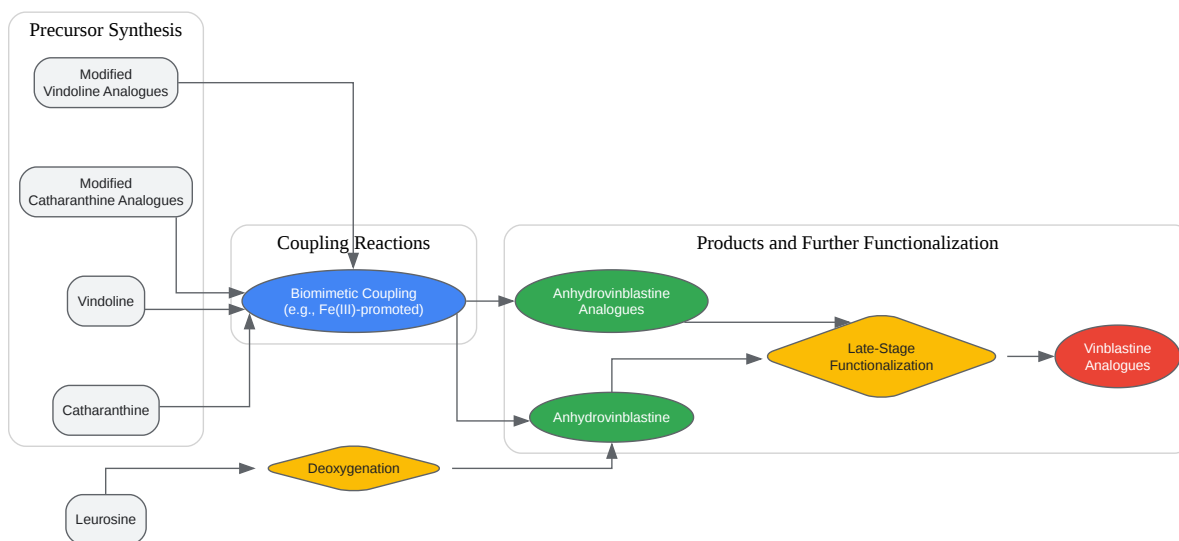 Precursor Synthesis
Modified
Vindoline Analogues
Modified
Catharanthine Analogues
Vindoline
Catharanthine
Leurosine
Coupling Reactions
Biomimetic Coupling
(e.g., Fe(III)-promoted)
Deoxygenation
Products and Further Functionalization
Anhydrovinblastine
Analogues
Anhydrovinblastine
Late-Stage
Functionalization
Vinblastine
Analogues